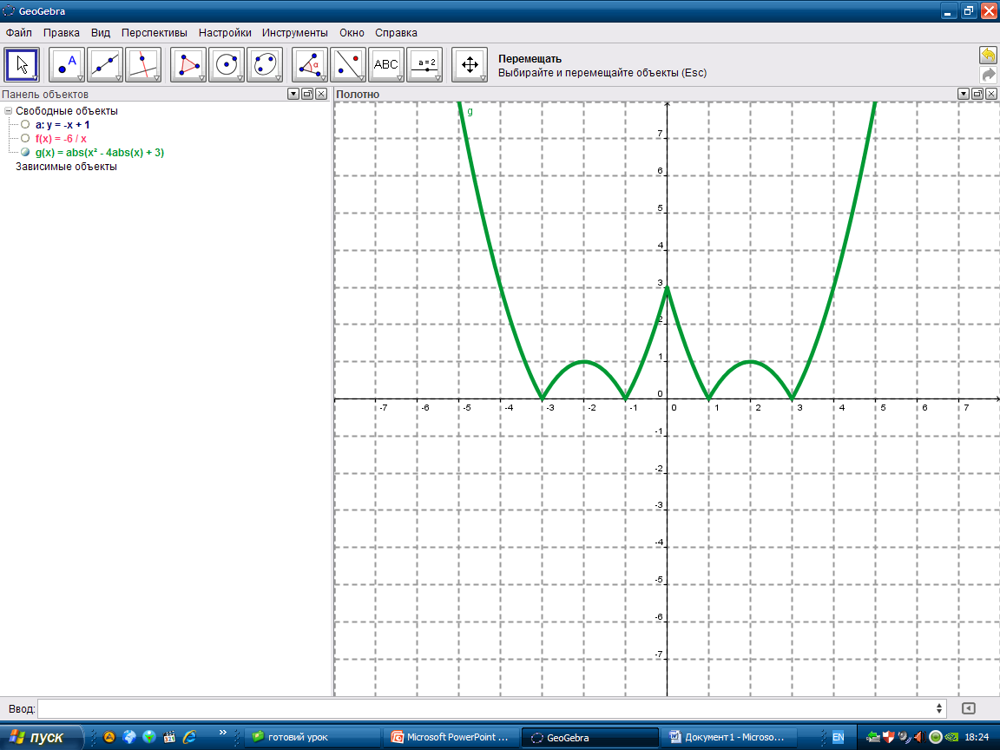 GeoGebra
Файл Правка Вид Перспективы Настройки Инструменты Окно Справка
A
α
ABC
a = 2
Перемещать
Выбирайте и перемещайте объекты (Esc)
Панель объектов
Полотно
Свободные объекты
a: y = -x + 1
f(x) = -6 / x
g(x) = abs(x² - 4abs(x) + 3)
Зависимые объекты
g
7
6
5
4
3
2
1
0
-7 -6 -5 -4 -3 -2 -1 0 1 2 3 4 5 6 7
-1
-2
-3
-4
-5
-6
-7
Ввод:
пуск
»
готовий урок
Microsoft PowerPoint ...
GeoGebra
Документ1 - Microso...
EN
18:24